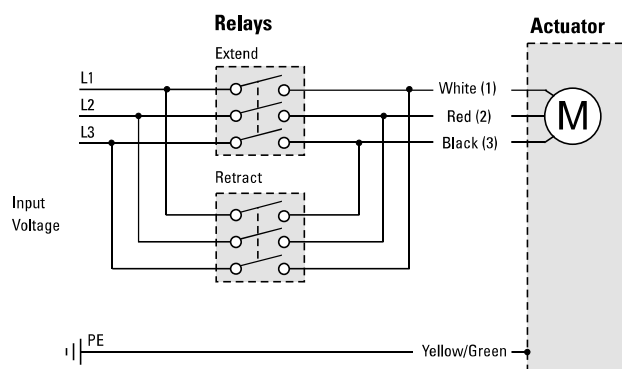 Relays
Actuator
Extend
L1
White (1)
L2
Red (2)
M
L3
Black (3)
Retract
Input
Voltage
PE
Yellow/Green